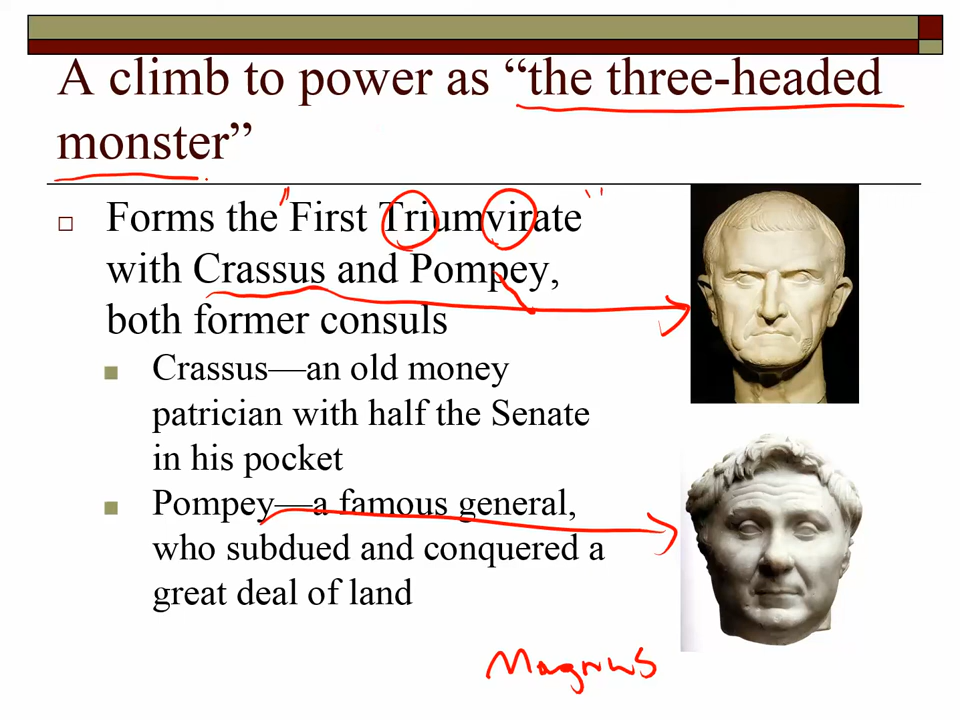 A climb to power as “the three-headed
monster”
Forms the "First Triumvirate"
with Crassus and Pompey,
both former consuls
Crassus—an old money
patrician with half the Senate
in his pocket
Pompey—a famous general,
who subdued and conquered a
great deal of land
Magnus